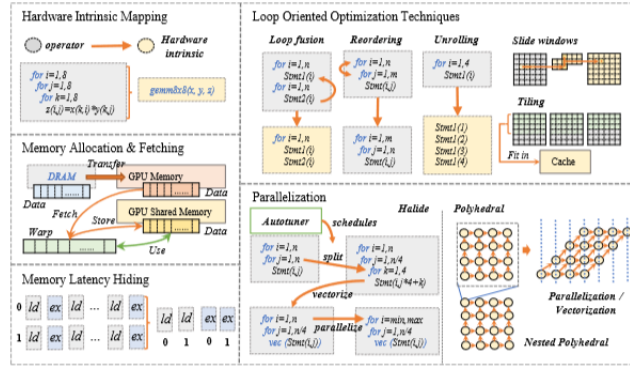 Hardware Intrinsic Mapping
operator
Hardware
intrinsic
for i=1,8
for j=1,8
for k=1,8
z(i,j)=x(k,i)*y(k,j)
gemm8x8(x, y, z)
Memory Allocation & Fetching
Transfer
DRAM
GPU Memory
Data
Data
Fetch
Store
GPU Shared Memory
Data
Warp
Use
Memory Latency Hiding
0 ld ex ld ... ld ex
1 ld ex ld ... ld ex
ld ld ex ex
0 1 0 1
Loop Oriented Optimization Techniques
Loop fusion
for i=1,n
Stmt1(i)
for i=1,n
Stmt2(i)
for i=1,n
Stmt1(i)
Stmt2(i)
Reordering
for i=1,n
for j=1,m
Stmt(i,j)
for i=1,m
for j=1,n
Stmt(i,j)
Unrolling
for i=1,4
Stmt1(i)
Stmt1(1)
Stmt1(2)
Stmt1(3)
Stmt1(4)
Slide windows
Tiling
Fit in
Cache
Parallelization
Autotuner
schedules
Halide
for i=1,n
for j=1,n
Stmt(i,j)
split
for i=1,n
for j=1,n/4
for k=1,4
Stmt(i,j*4+k)
vectorize
for i=1,n
for j=1,n/4
vec (Stmt(i,j))
parallelize
for i=min,max
for j=1,n/4
vec (Stmt(i,j))
Polyhedral
Parallelization /
Vectorization
Nested Polyhedral